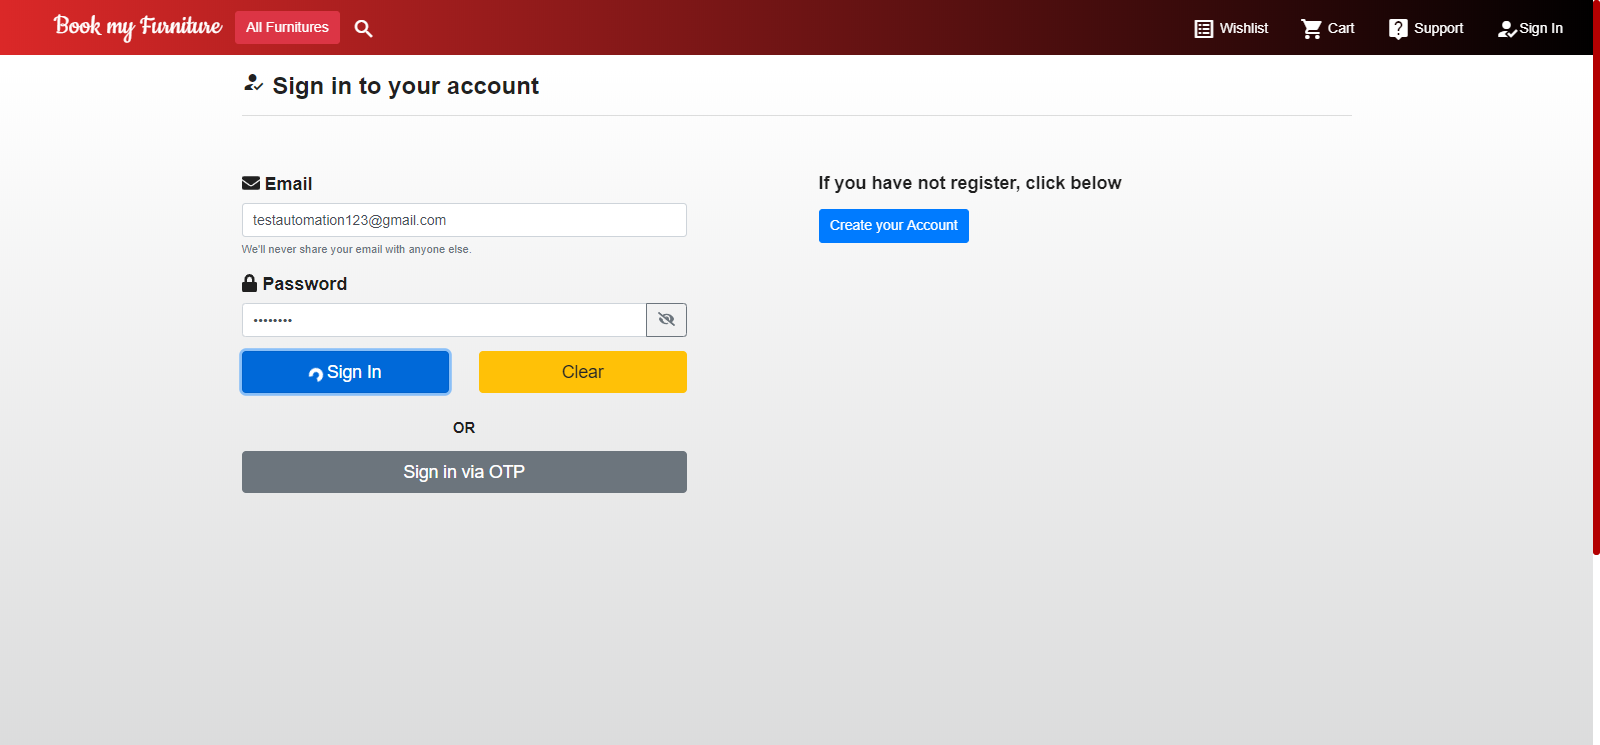 Book my Furniture All Furnitures Wishlist Cart Support Sign In
Sign in to your account
Email
testautomation123@gmail.com
We'll never share your email with anyone else.
Password
••••••••
Sign In Clear
OR
Sign in via OTP
If you have not register, click below
Create your Account